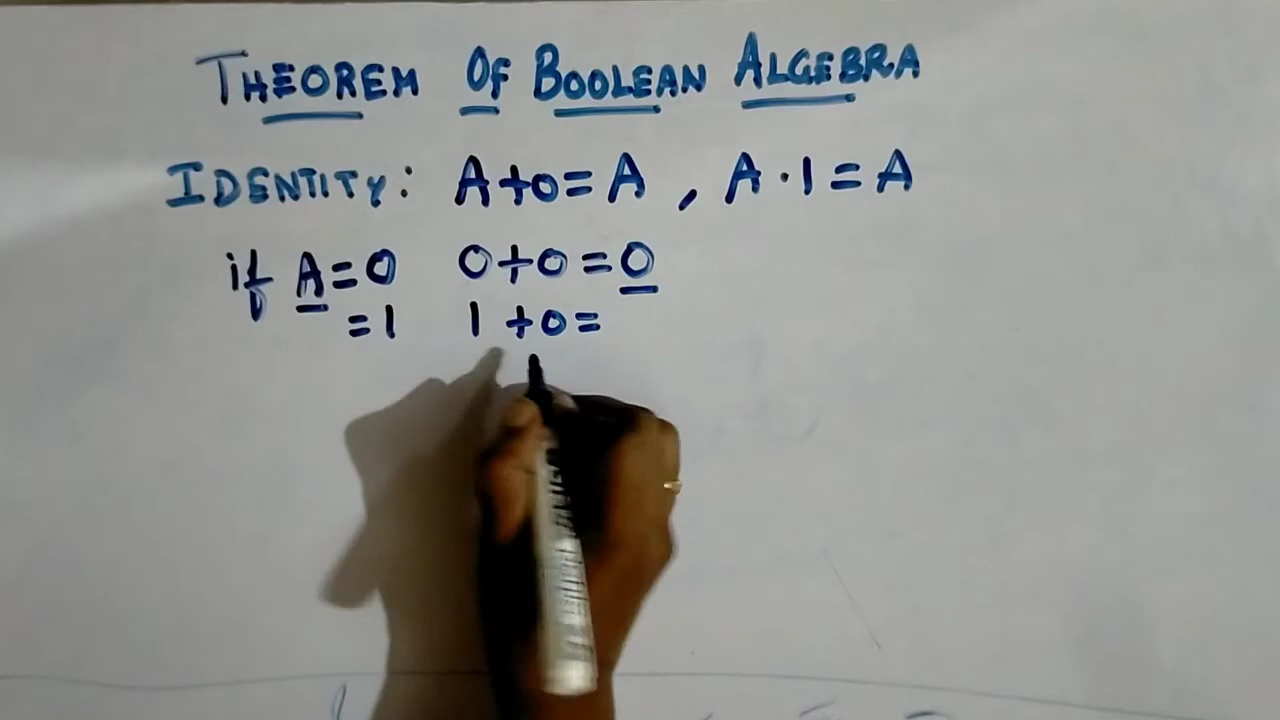 THEOREM OF BOOLEAN ALGEBRA
IDENTITY: A+0=A , A·1=A
if A=0 0+0=0
=1 1+0=